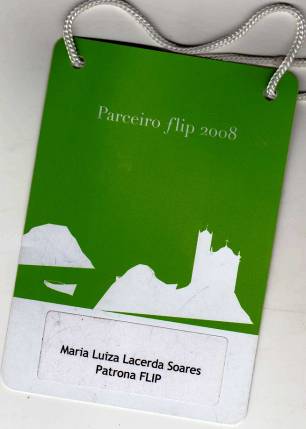 Parceiro flip 2008
Maria Luiza Lacerda Soares
Patrona FLIP